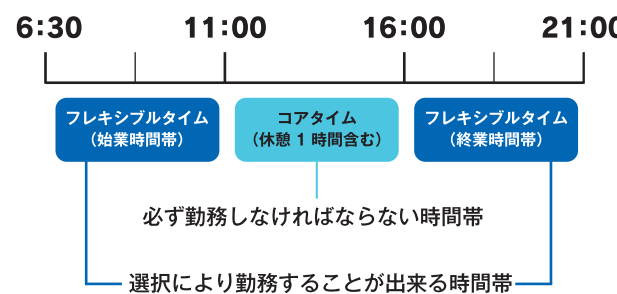 6:30 11:00 16:00 21:00
フレキシブルタイム
（始業時間帯）
コアタイム
（休憩 1 時間含む）
フレキシブルタイム
（終業時間帯）
必ず勤務しなければならない時間帯
選択により勤務することが出来る時間帯